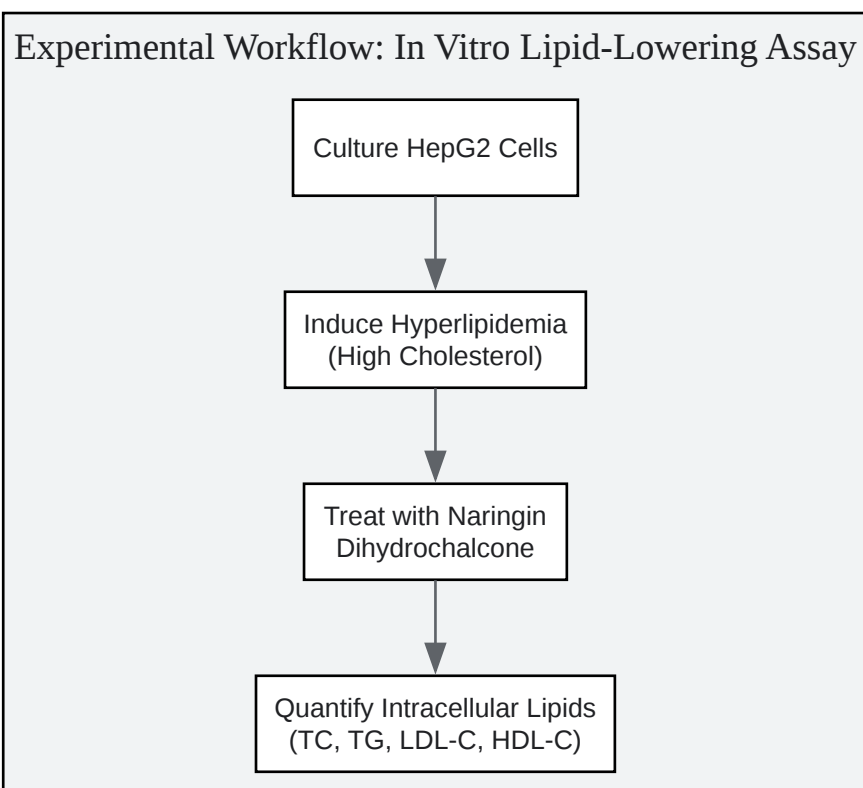 Experimental Workflow: In Vitro Lipid-Lowering Assay
Culture HepG2 Cells
Induce Hyperlipidemia
(High Cholesterol)
Treat with Naringin
Dihydrochalcone
Quantify Intracellular Lipids
(TC, TG, LDL-C, HDL-C)